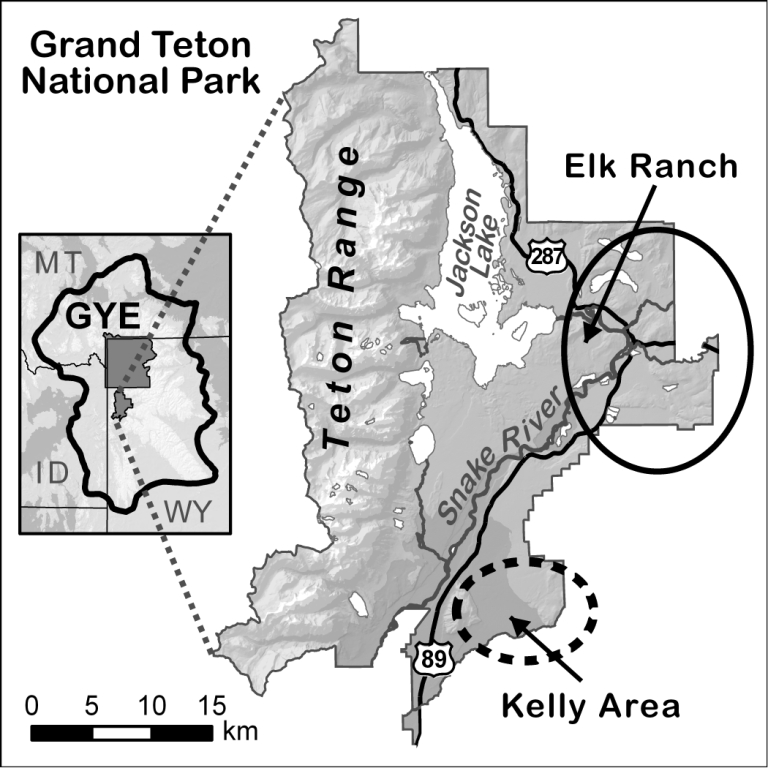 Grand Teton
National Park
Elk Ranch
Teton Range
Jackson
Lake
287
MT
GYE
ID
WY
Snake River
89
Kelly Area
0 5 10 15
km